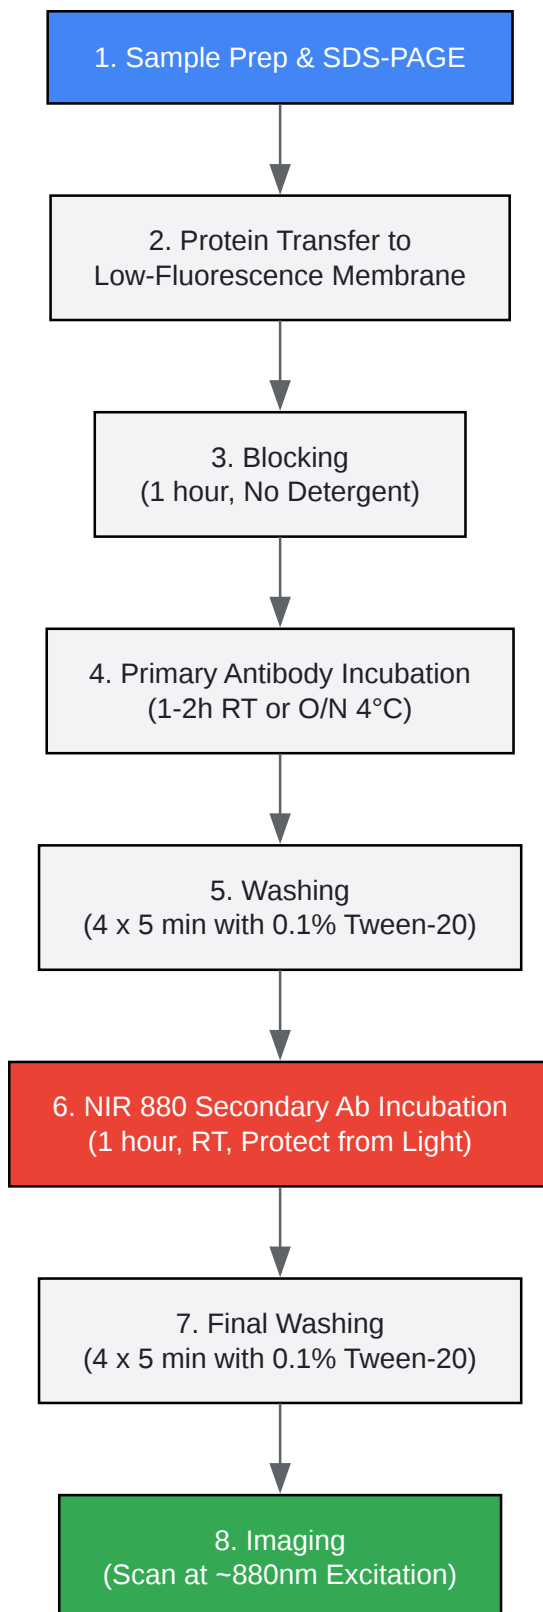 1. Sample Prep & SDS-PAGE
2. Protein Transfer to
Low-Fluorescence Membrane
3. Blocking
(1 hour, No Detergent)
4. Primary Antibody Incubation
(1-2h RT or O/N 4°C)
5. Washing
(4 x 5 min with 0.1% Tween-20)
6. NIR 880 Secondary Ab Incubation
(1 hour, RT, Protect from Light)
7. Final Washing
(4 x 5 min with 0.1% Tween-20)
8. Imaging
(Scan at ~880nm Excitation)